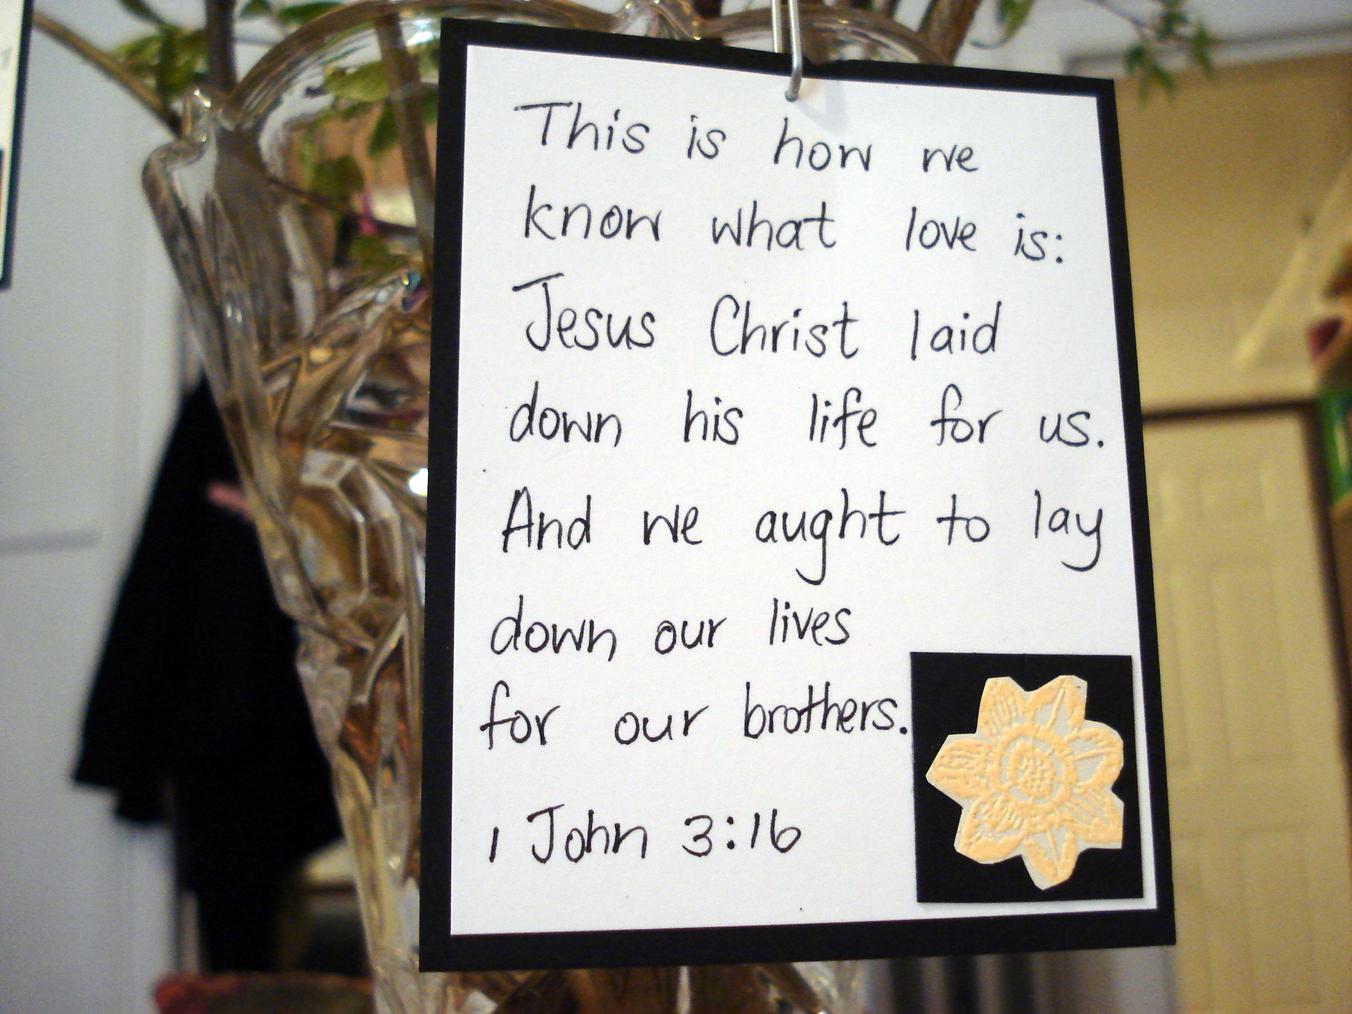 This is how we
know what love is:
Jesus Christ laid
down his life for us.
And we aught to lay
down our lives
for our brothers.
1 John 3:16